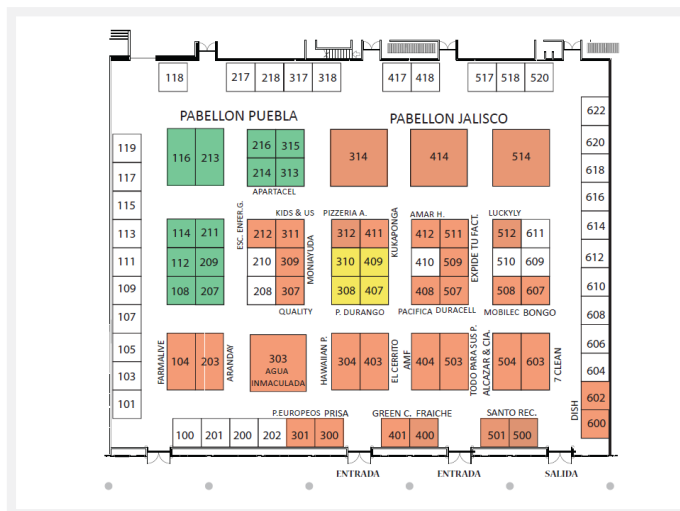 118
217 218 317 318
417 418
517 518 520
PABELLON PUEBLA
PABELLON JALISCO
622
620
618
616
614
612
610
608
606
604
602
600
DISH
119
117
115
113
111
109
107
105
103
101
116 213
216 315
214 313
APARTACEL
314
414
514
114 211
112 209
108 207
ESC. ENFER.G.
KIDS & US
212 311
210 309
208 307
MONIAYUDA
QUALITY
PIZZERIA A.
312 411
310 409
308 407
KUKAPONGA
P. DURANGO
AMAR H.
412 511
410 509
408 507
EXPIDE TU FACT.
PACIFICA DURACELL
LUCKYLY
512 611
510 609
508 607
MOBILEC BONGO
FARMALIVE
104 203
ARANDAY
303
AGUA
INMACULADA
HAWAIIAN P.
304 403
EL CERRITO
AMF
404 503
TODO PARA SUS P.
ALCAZAR & CIA.
504 603
7 CLEAN
P.EUROPEOS PRISA
100 201 200 202 301 300
GREEN C. FRAICHE
401 400
SANTO REC.
501 500
ENTRADA
ENTRADA
SALIDA